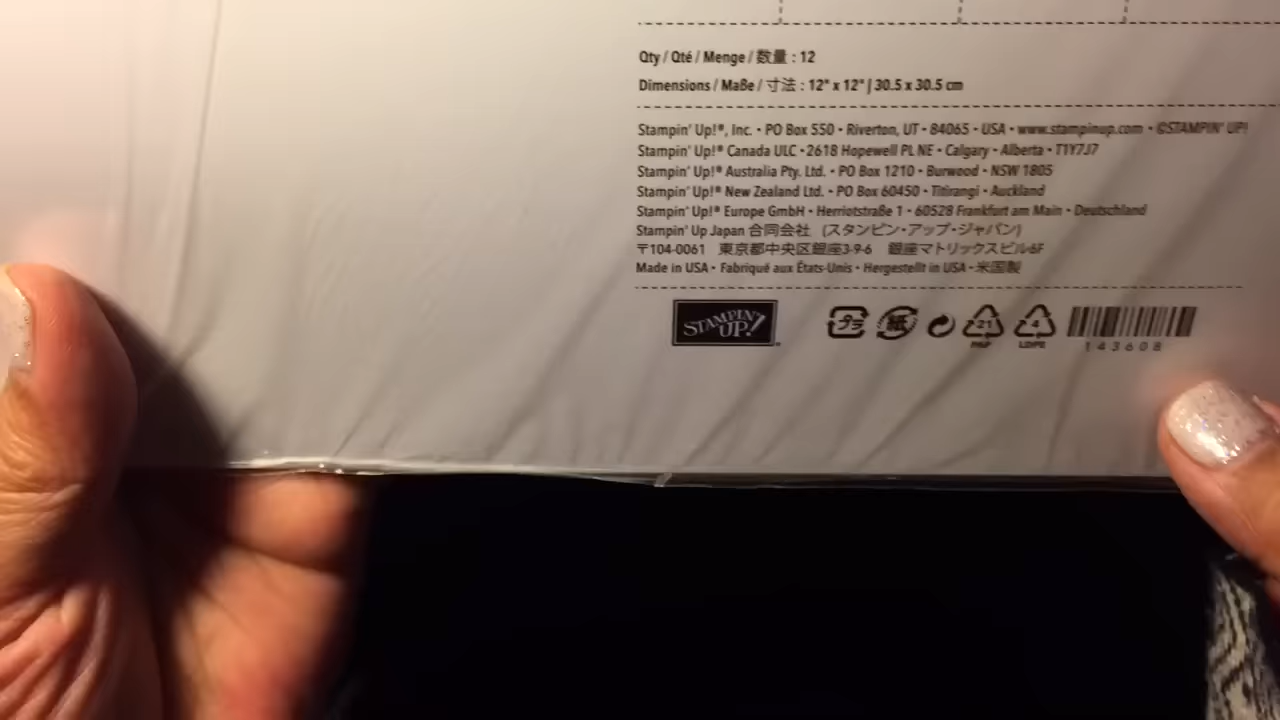 Qty / Qté / Menge / 数量 : 12
Dimensions / Maße / 寸法 : 12" x 12" | 30.5 x 30.5 cm
Stampin' Up!®, Inc. • PO Box 550 • Riverton, UT • 84065 • USA • www.stampinup.com • ©STAMPIN' UP!
Stampin' Up!® Canada ULC • 2618 Hopewell PL NE • Calgary • Alberta • T1Y7J7
Stampin' Up!® Australia Pty. Ltd. • PO Box 1210 • Burwood • NSW 1805
Stampin' Up!® New Zealand Ltd. • PO Box 60450 • Titirangi • Auckland
Stampin' Up!® Europe GmbH • Herriotstraße 1 • 60528 Frankfurt am Main • Deutschland
Stampin' Up Japan 合同会社 (スタンピン・アップ・ジャパン)
〒104-0061 東京都中央区銀座3-9-6 銀座マトリックスビル6F
Made in USA • Fabriqué aux États-Unis • Hergestellt in USA • 米国製
STAMPIN' UP!® プラ 紙 21 PAP 4 LDPE
143608